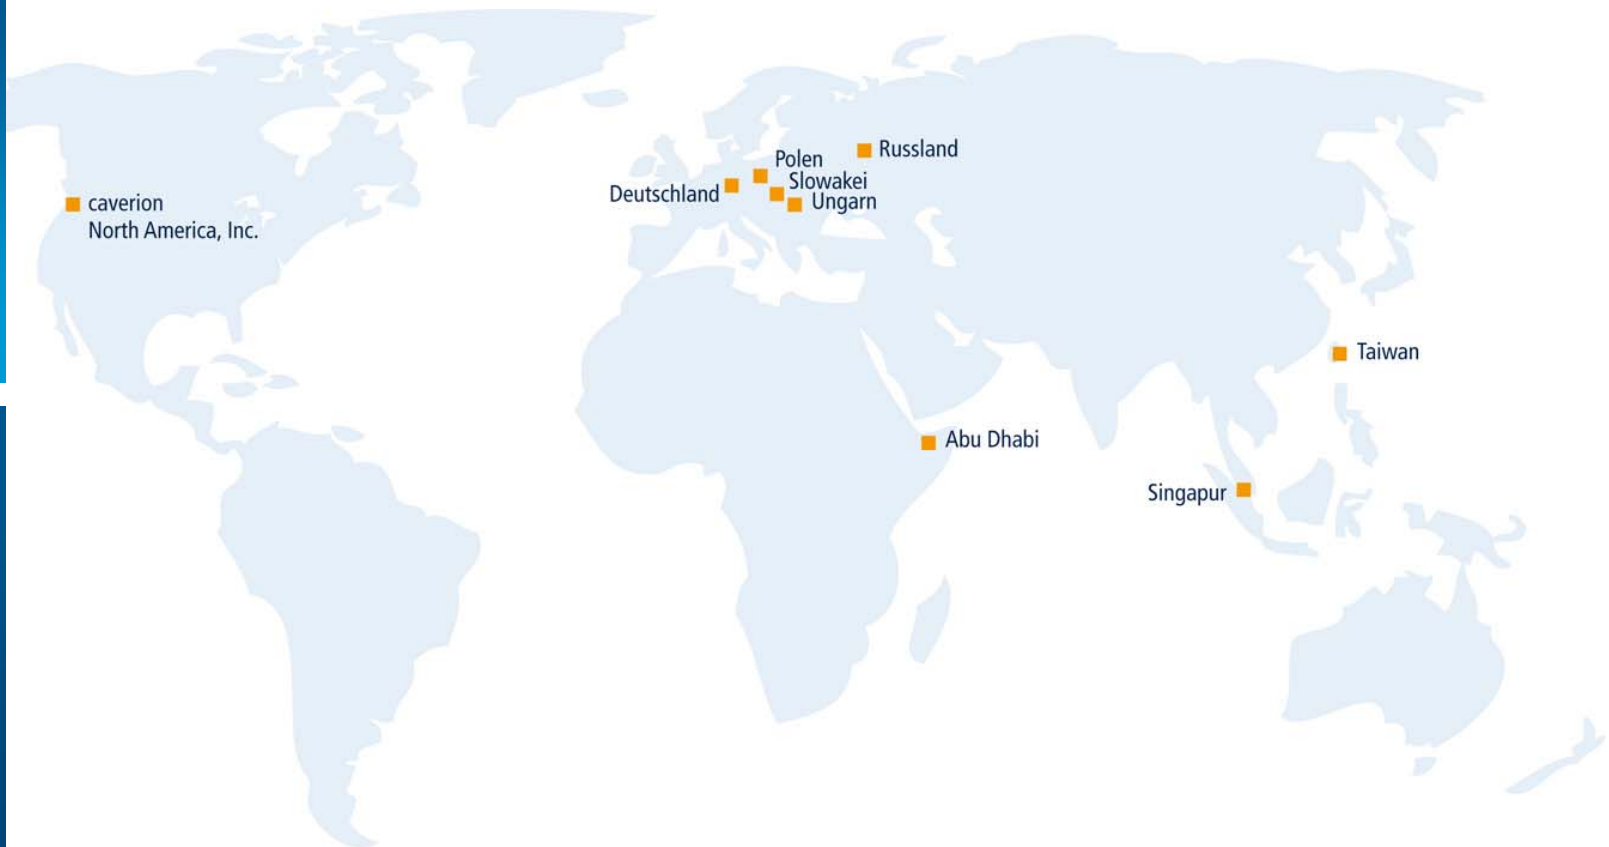 Russland
Polen
Slowakei
Deutschland
Ungarn
caverion
North America, Inc.
Taiwan
Abu Dhabi
Singapur